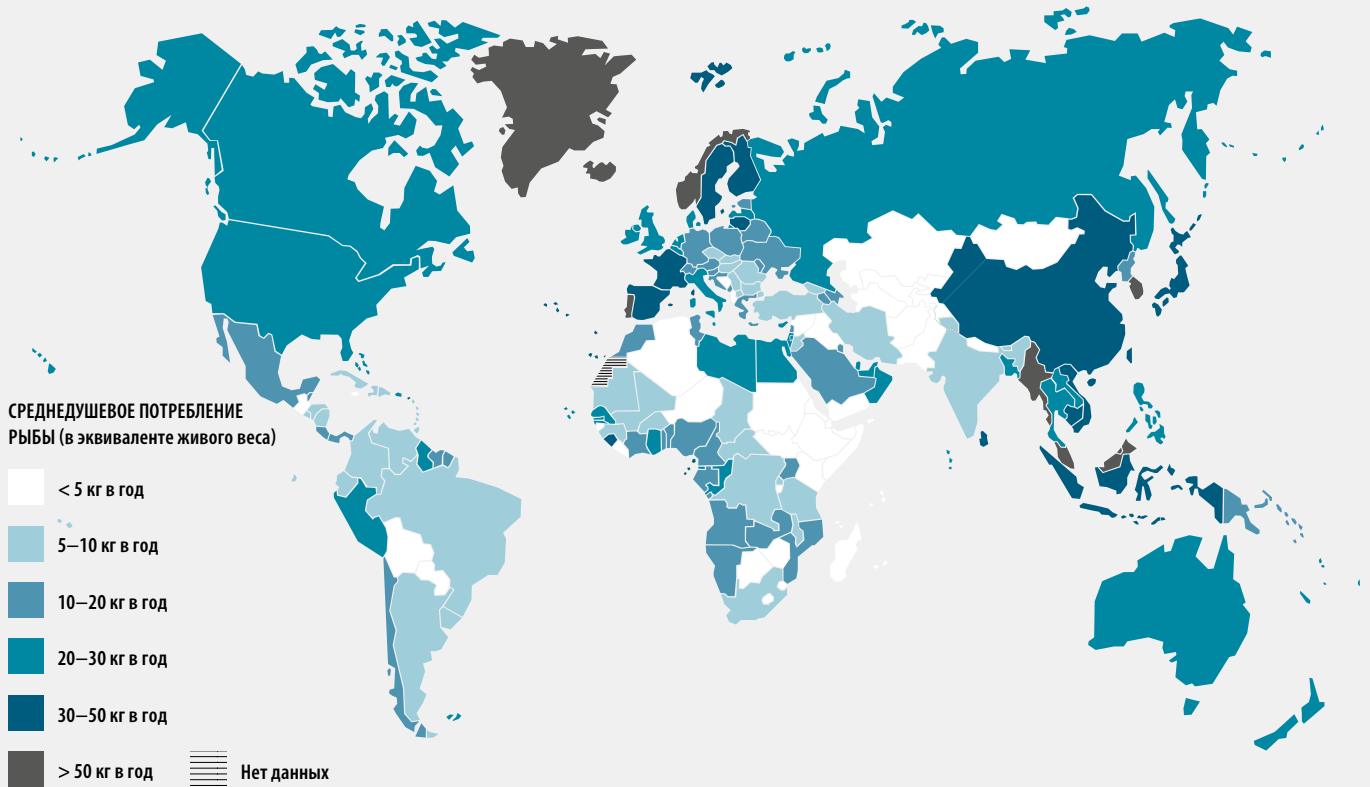 СРЕДНЕДУШЕВОЕ ПОТРЕБЛЕНИЕ
РЫБЫ (в эквиваленте живого веса)
< 5 кг в год
5–10 кг в год
10–20 кг в год
20–30 кг в год
30–50 кг в год
> 50 кг в год
Нет данных